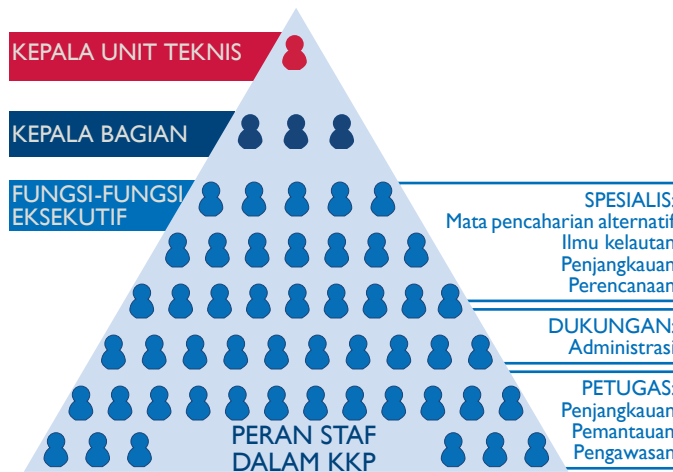 KEPALA UNIT TEKNIS
KEPALA BAGIAN
FUNGSI-FUNGSI
EKSEKUTIF
SPESIALIS:
Mata pencaharian alternatif
Ilmu kelautan
Penjangkauan
Perencanaan
DUKUNGAN:
Administrasi
PETUGAS:
Penjangkauan
Pemantauan
Pengawasan
PERAN STAF
DALAM KKP